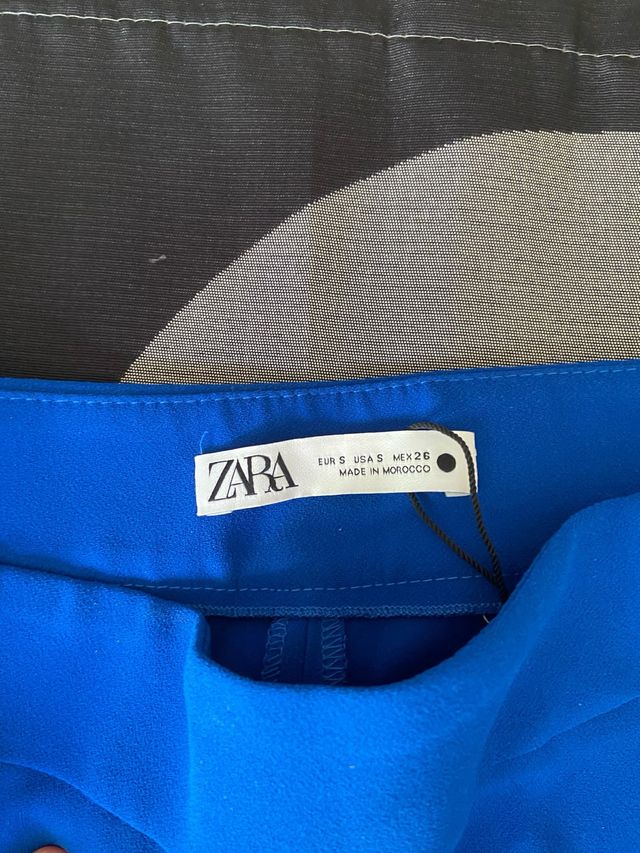 ZARA
EUR S USA S MEX 26
MADE IN MOROCCO